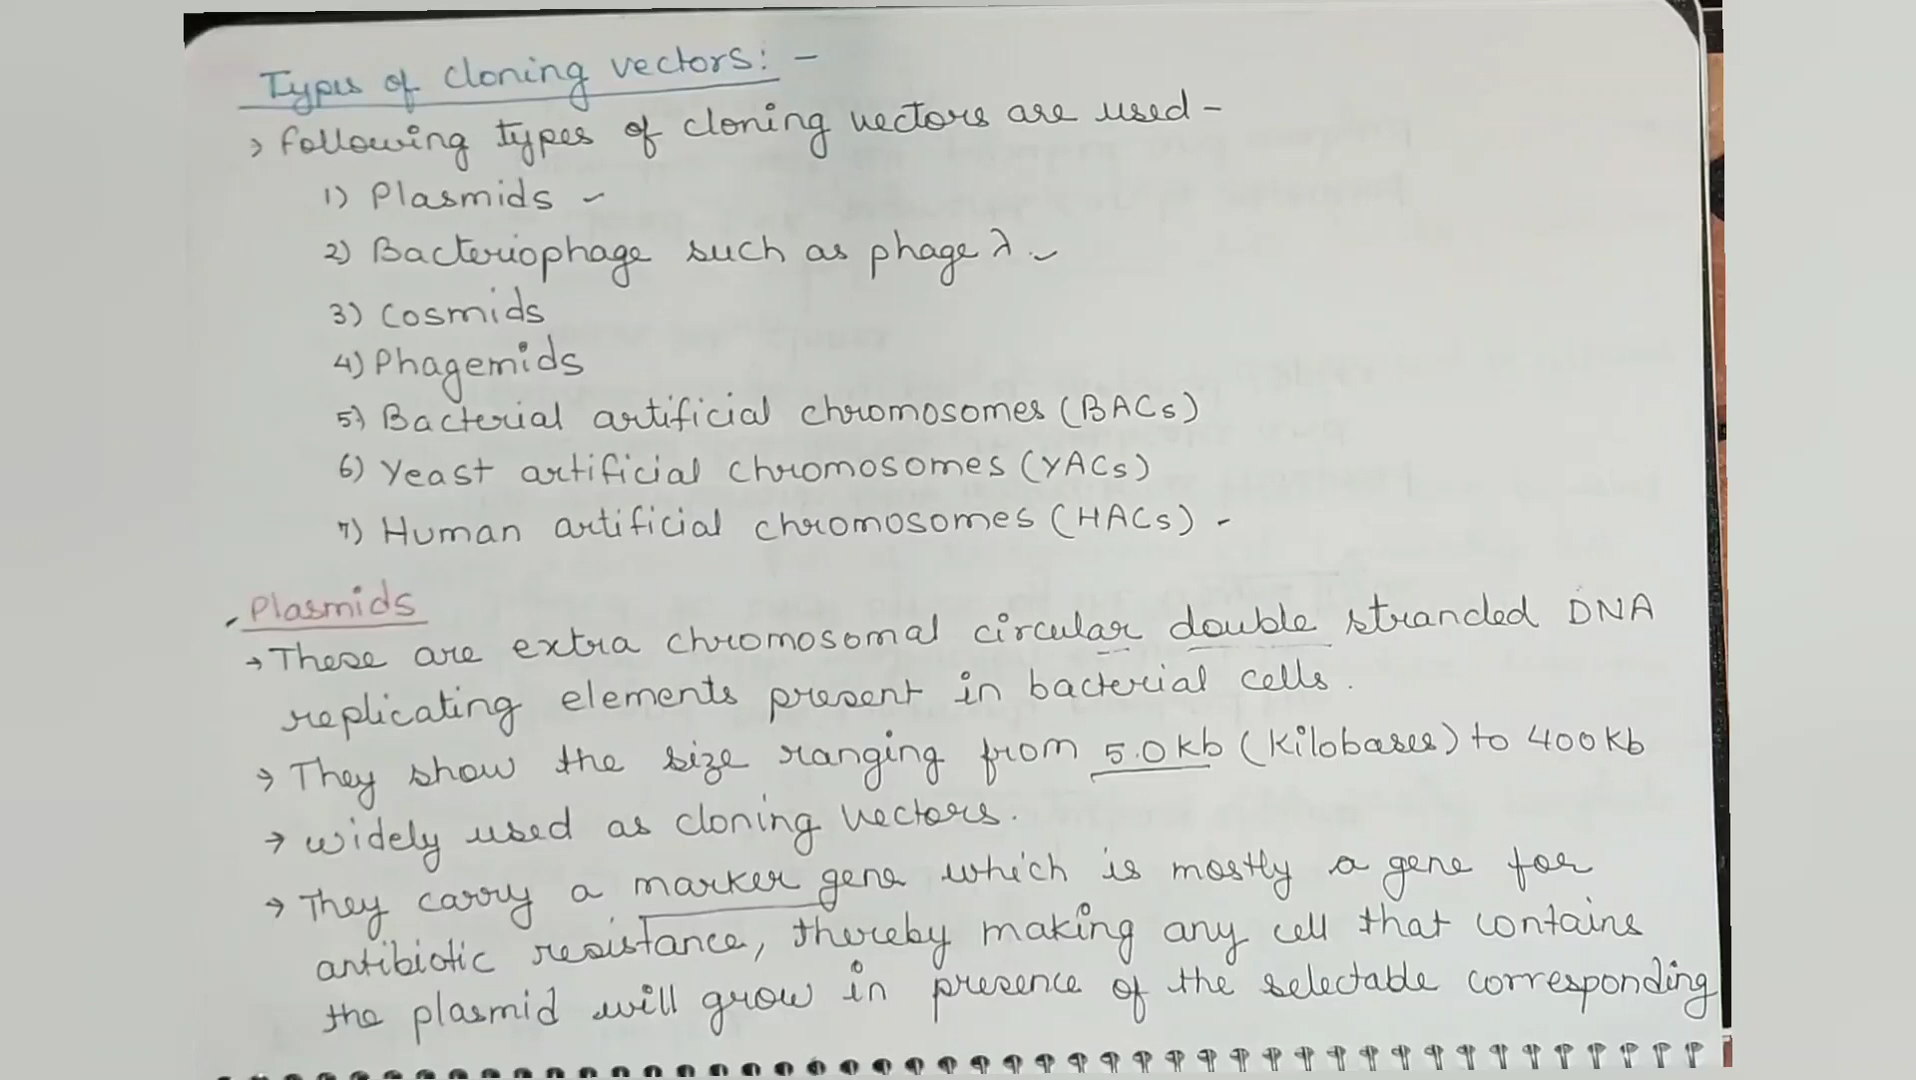 Types of cloning vectors: -
> Following types of cloning vectors are used -
1) Plasmids -
2) Bacteriophage such as phage λ -
3) Cosmids
4) Phagemids
5) Bacterial artificial chromosomes (BACs)
6) Yeast artificial chromosomes (YACs)
7) Human artificial chromosomes (HACs) -
Plasmids
→ These are extra chromosomal circular double stranded DNA
replicating elements present in bacterial cells.
→ They show the size ranging from 5.0 kb (Kilobases) to 400 kb
→ Widely used as cloning vectors.
→ They carry a marker gene which is mostly a gene for
antibiotic resistance, thereby making any cell that contains
the plasmid will grow in presence of the selectable corresponding